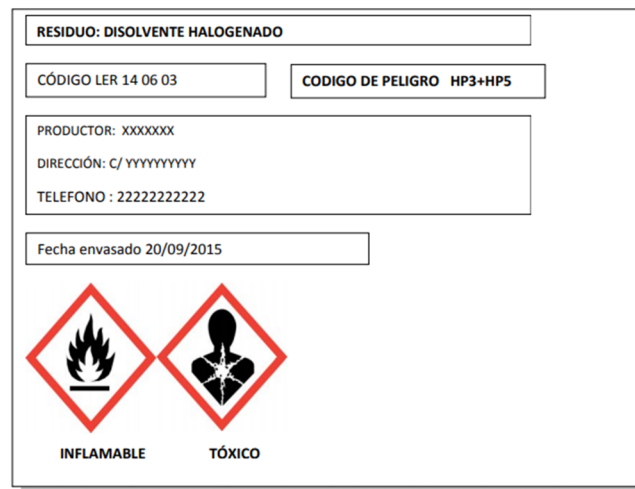 RESIDUO: DISOLVENTE HALOGENADO
CÓDIGO LER 14 06 03
CODIGO DE PELIGRO HP3+HP5
PRODUCTOR: XXXXXXX
DIRECCIÓN: C/ YYYYYYYYYY
TELEFONO : 22222222222
Fecha envasado 20/09/2015
INFLAMABLE TÓXICO